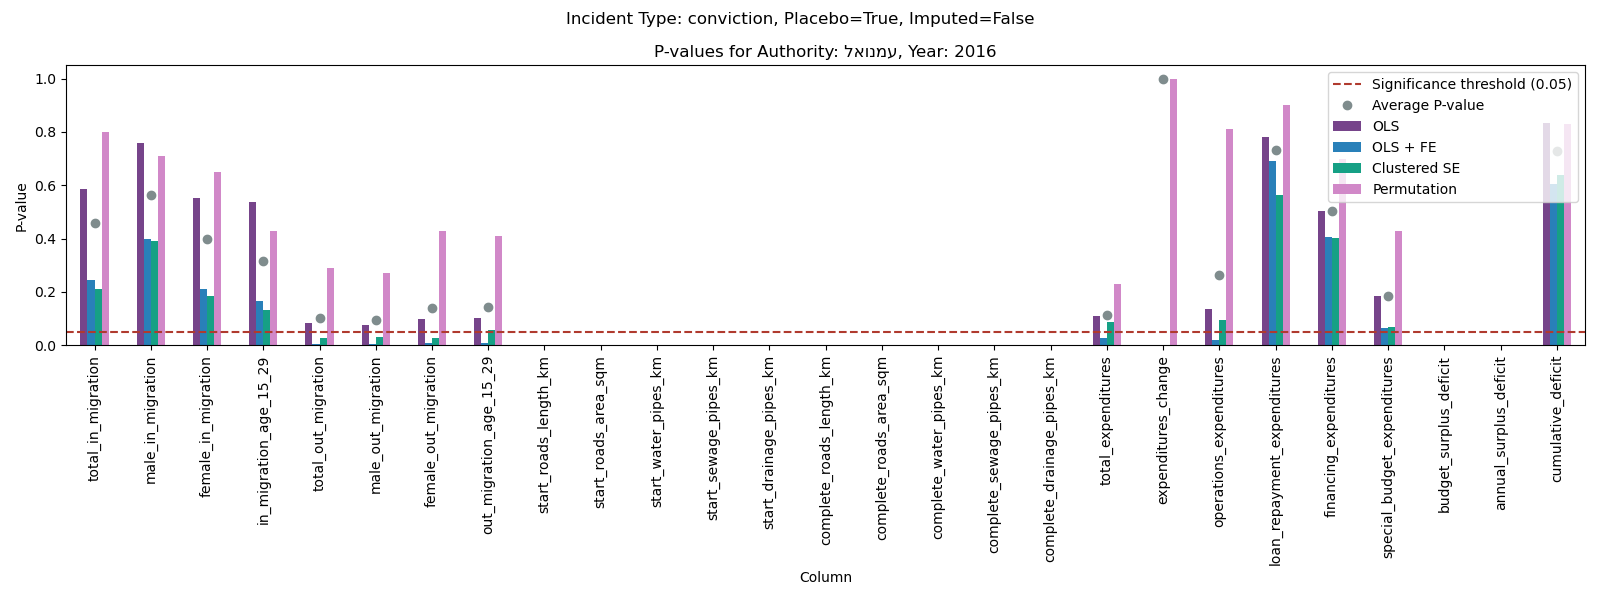 Incident Type: conviction, Placebo=True, Imputed=False
P-values for Authority: עמנואל, Year: 2016
P-value
1.0
0.8
0.6
0.4
0.2
0.0
Significance threshold (0.05)
Average P-value
OLS
OLS + FE
Clustered SE
Permutation
total_in_migration
male_in_migration
female_in_migration
in_migration_age_15_29
total_out_migration
male_out_migration
female_out_migration
out_migration_age_15_29
start_roads_length_km
start_roads_area_sqm
start_water_pipes_km
start_sewage_pipes_km
start_drainage_pipes_km
complete_roads_length_km
complete_roads_area_sqm
complete_water_pipes_km
complete_sewage_pipes_km
complete_drainage_pipes_km
total_expenditures
expenditures_change
operations_expenditures
loan_repayment_expenditures
financing_expenditures
special_budget_expenditures
budget_surplus_deficit
annual_surplus_deficit
cumulative_deficit
Column